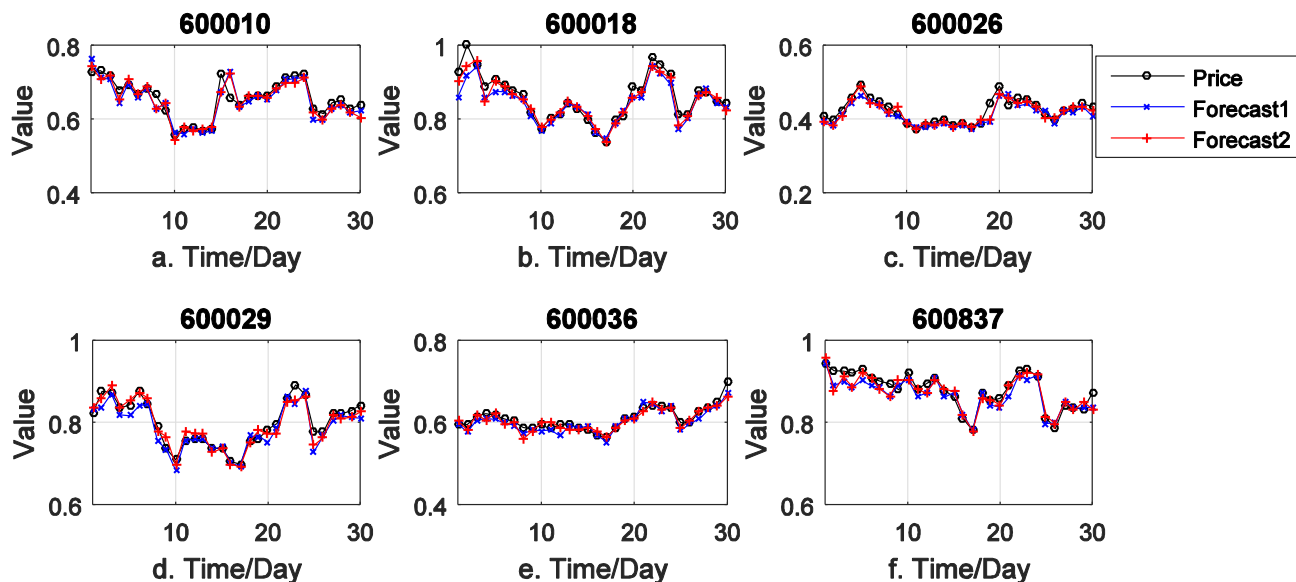 600010
600018
600026
0.8
0.6
0.4
Value
10
20
30
a. Time/Day
1
0.8
0.6
Value
10
20
30
b. Time/Day
0.6
0.4
0.2
Value
10
20
30
c. Time/Day
Price
Forecast1
Forecast2
600029
600036
600837
1
0.8
0.6
Value
10
20
30
d. Time/Day
0.8
0.6
0.4
Value
10
20
30
e. Time/Day
1
0.8
0.6
Value
10
20
30
f. Time/Day